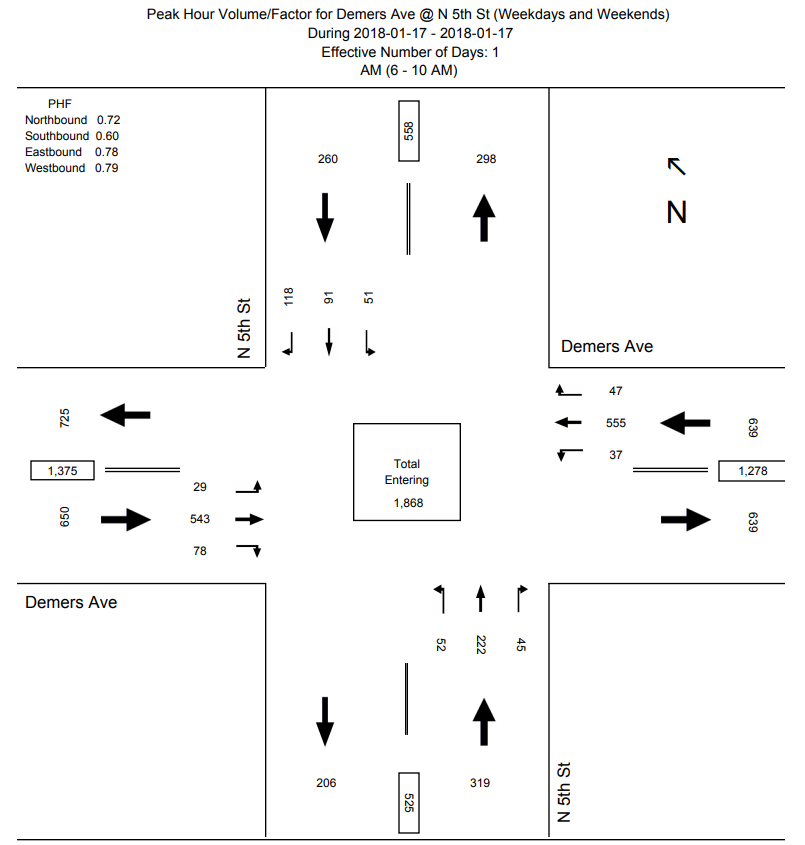 Peak Hour Volume/Factor for Demers Ave @ N 5th St (Weekdays and Weekends)
During 2018-01-17 - 2018-01-17
Effective Number of Days: 1
AM (6 - 10 AM)
PHF
Northbound 0.72
Southbound 0.60
Eastbound 0.78
Westbound 0.79
558
260
298
N
118
91
51
N 5th St
Demers Ave
725
47
555
37
639
1,375
1,278
Total
Entering
1,868
29
543
78
650
639
Demers Ave
52
222
45
206
319
525
N 5th St